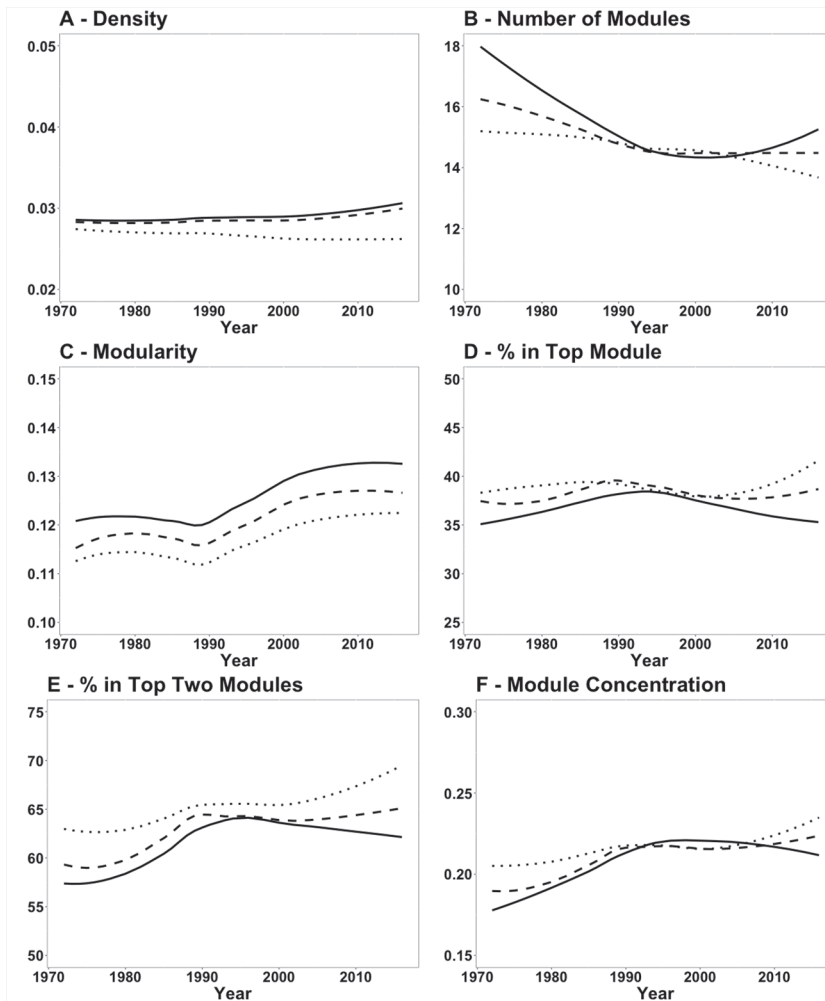 A - Density
0.05
0.04
0.03
0.02
1970 1980 1990 2000 2010
Year
B - Number of Modules
18
16
14
12
10
1970 1980 1990 2000 2010
Year
C - Modularity
0.15
0.14
0.13
0.12
0.11
0.10
1970 1980 1990 2000 2010
Year
D - % in Top Module
50
45
40
35
30
25
1970 1980 1990 2000 2010
Year
E - % in Top Two Modules
75
70
65
60
55
50
1970 1980 1990 2000 2010
Year
F - Module Concentration
0.30
0.25
0.20
0.15
1970 1980 1990 2000 2010
Year